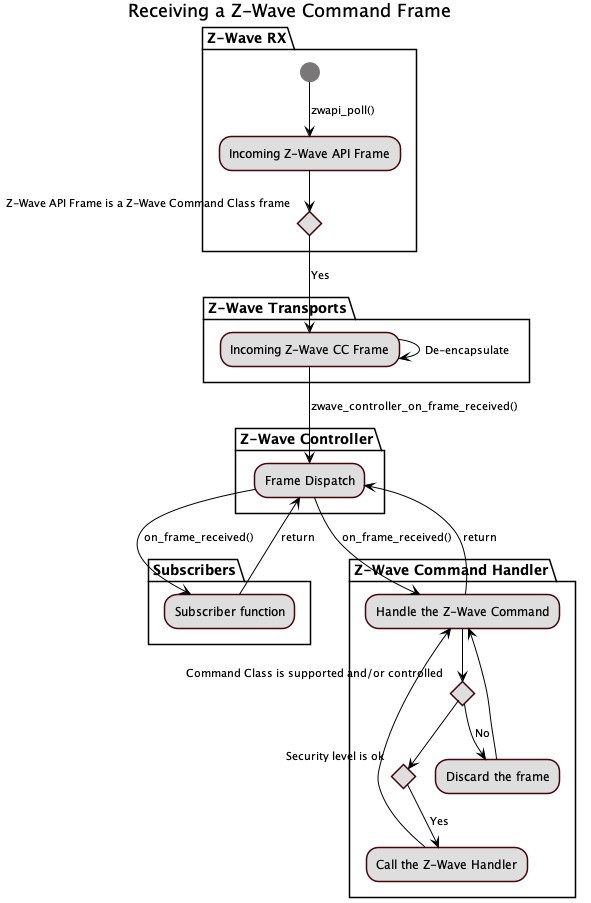 Receiving a Z-Wave Command Frame
Z-Wave RX
zwapi_poll()
Incoming Z-Wave API Frame
Z-Wave API Frame is a Z-Wave Command Class frame
Yes
Z-Wave Transports
Incoming Z-Wave CC Frame
De-encapsulate
zwave_controller_on_frame_received()
Z-Wave Controller
Frame Dispatch
on_frame_received()
return
on_frame_received()
return
Subscribers
Z-Wave Command Handler
Subscriber function
Handle the Z-Wave Command
Command Class is supported and/or controlled
No
Security level is ok
Discard the frame
Yes
Call the Z-Wave Handler